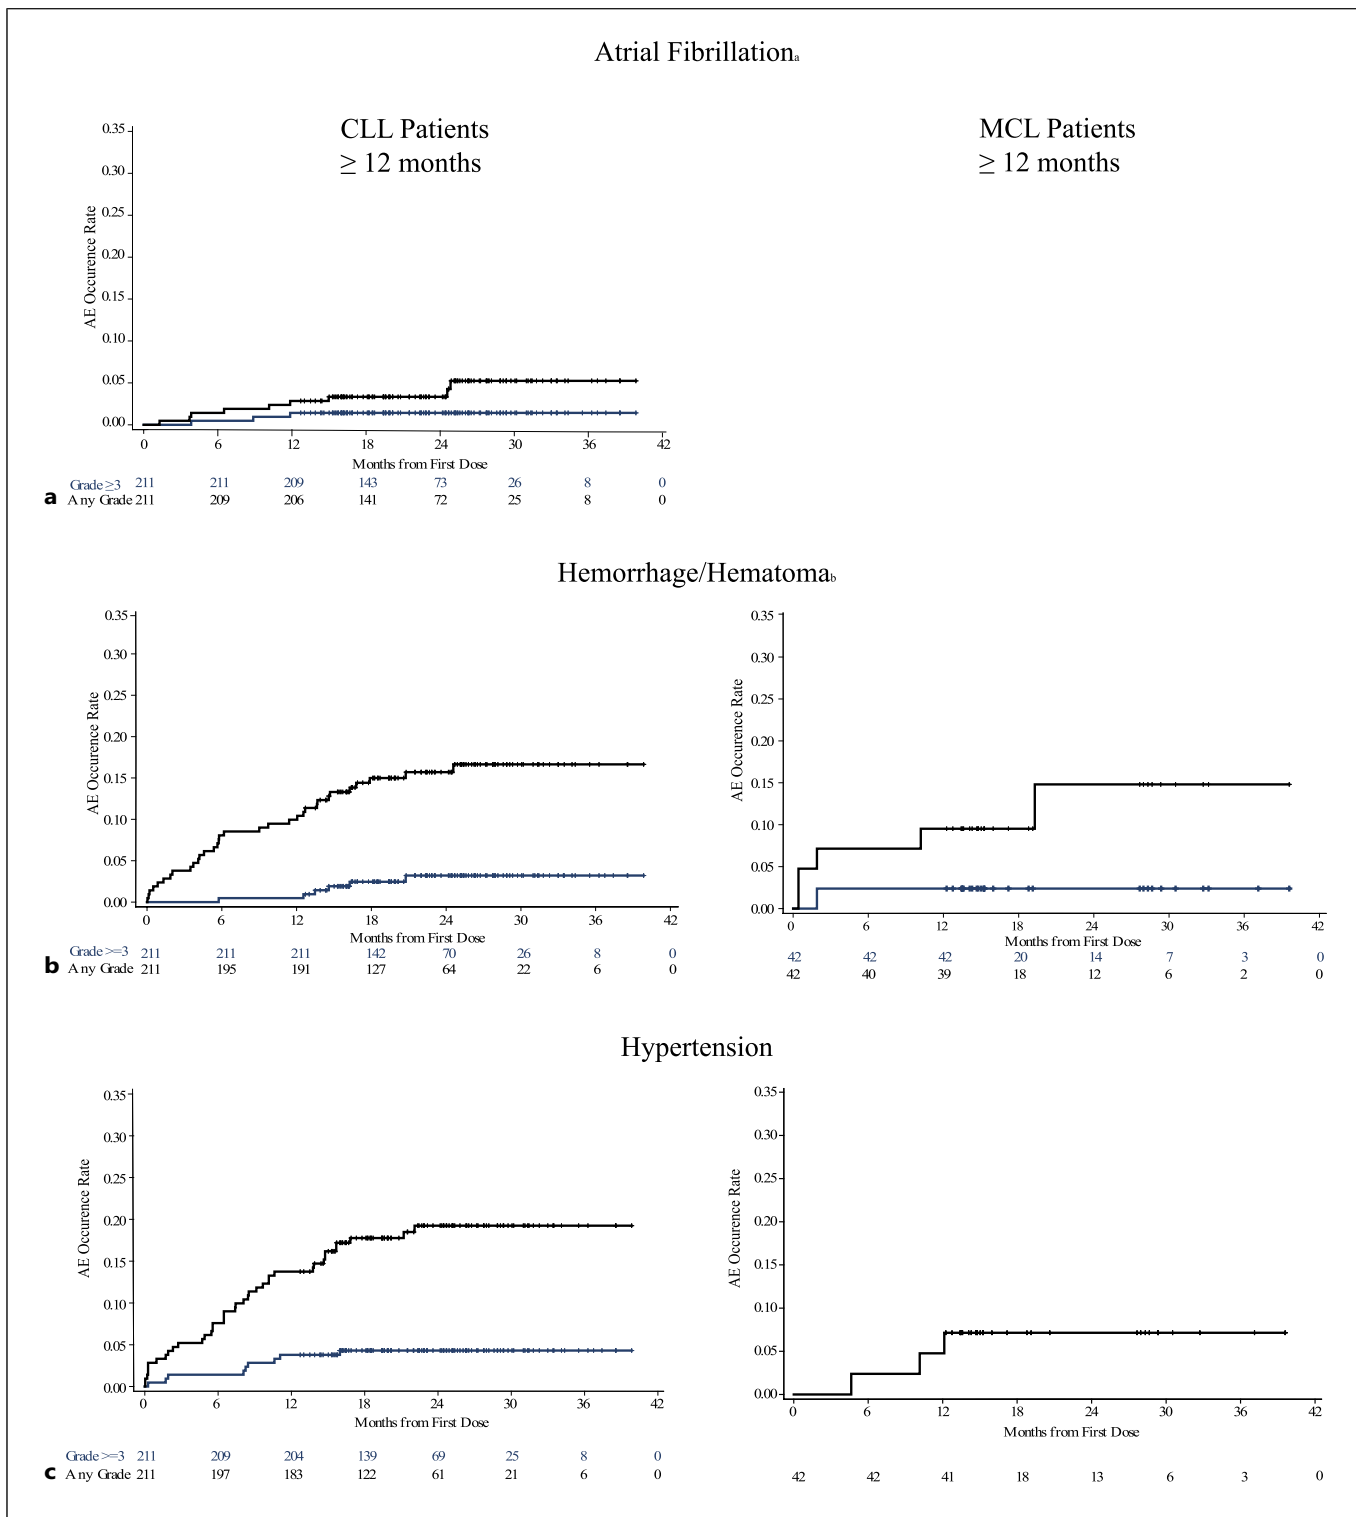 Atrial Fibrillationa
CLL Patients
≥ 12 months
MCL Patients
≥ 12 months
AE Occurence Rate
0.35
0.30
0.25
0.20
0.15
0.10
0.05
0.00
0 6 12 18 24 30 36 42
Months from First Dose
Grade ≥3 211 211 209 143 73 26 8 0
a Any Grade 211 209 206 141 72 25 8 0
Hemorrhage/Hematomab
AE Occurence Rate
0.35
0.30
0.25
0.20
0.15
0.10
0.05
0.00
0 6 12 18 24 30 36 42
Months from First Dose
Grade >=3 211 211 211 142 70 26 8 0
b Any Grade 211 195 191 127 64 22 6 0
AE Occurence Rate
0.35
0.30
0.25
0.20
0.15
0.10
0.05
0.00
0 6 12 18 24 30 36 42
Months from First Dose
42 42 42 20 14 7 3 0
42 40 39 18 12 6 2 0
Hypertension
AE Occurence Rate
0.35
0.30
0.25
0.20
0.15
0.10
0.05
0.00
0 6 12 18 24 30 36 42
Months from First Dose
Grade >=3 211 209 204 139 69 25 8 0
c Any Grade 211 197 183 122 61 21 6 0
AE Occurence Rate
0.35
0.30
0.25
0.20
0.15
0.10
0.05
0.00
0 6 12 18 24 30 36 42
Months from First Dose
42 42 41 18 13 6 3 0